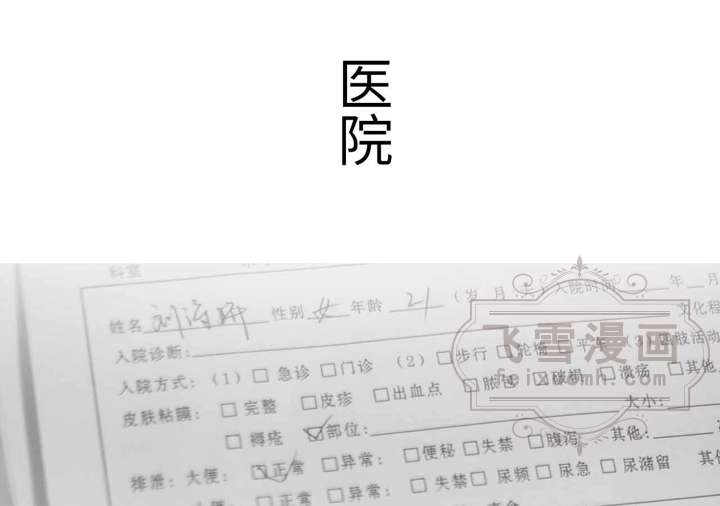 医
院
科室
姓名 刘 性别 女 年龄 21 (岁 月 天) 入院时间 年 月
入院诊断: 文化程
入院方式: (1) □ 急诊 □ 门诊 (2) □ 步行 □ 轮椅 □ 平车 (3) 四肢活动
皮肤粘膜: □ 完整 □ 皮疹 □ 出血点 □ 脓包 □ 破损 □ 溃疡 □ 其他
□ 褥疮 ☑ 部位: 大小:
排泄: 大便: ☑ 正常 □ 异常: □ 便秘 □ 失禁 □ 腹泻 其他:
□ 正常 □ 异常: □ 失禁 □ 尿频 □ 尿急 □ 尿潴留 其他
飞雪漫画
feixuemh.com